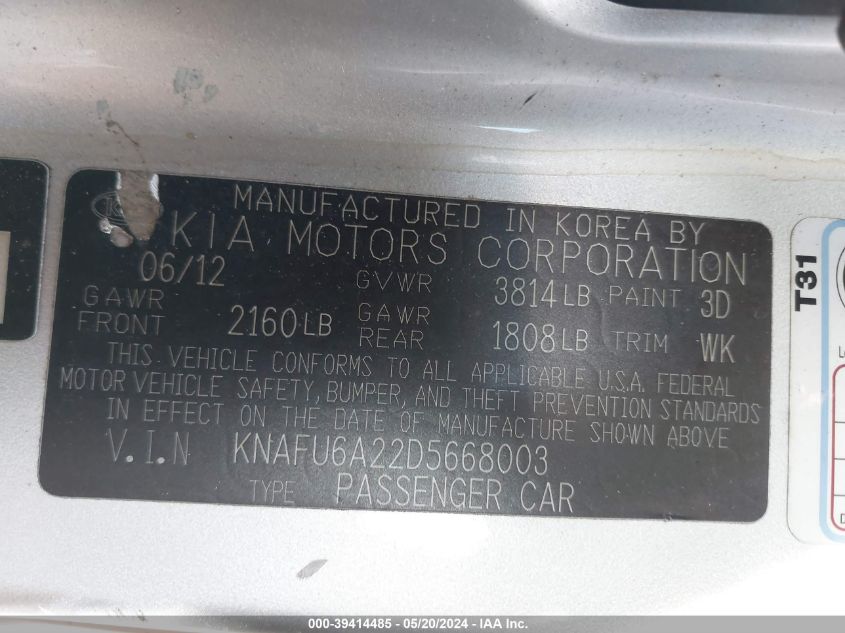 MANUFACTURED IN KOREA BY
KIA MOTORS CORPORATION
06/12 GVWR 3814 LB PAINT 3D
GAWR FRONT 2160 LB GAWR REAR 1808 LB TRIM WK
THIS VEHICLE CONFORMS TO ALL APPLICABLE U.S.A. FEDERAL
MOTOR VEHICLE SAFETY, BUMPER, AND THEFT PREVENTION STANDARDS
IN EFFECT ON THE DATE OF MANUFACTURE SHOWN ABOVE
V.I.N KNAFU6A22D5668003
TYPE PASSENGER CAR
T31
000-39414485 - 05/20/2024 - IAA Inc.